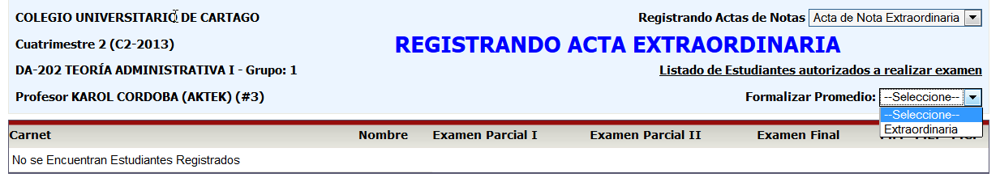 COLEGIO UNIVERSITARIO DE CARTAGO
Registrando Actas de Notas Acta de Nota Extraordinaria
Cuatrimestre 2 (C2-2013)
REGISTRANDO ACTA EXTRAORDINARIA
DA-202 TEORÍA ADMINISTRATIVA I - Grupo: 1
Listado de Estudiantes autorizados a realizar examen
Profesor KAROL CORDOBA (AKTEK) (#3)
Formalizar Promedio: --Seleccione--
--Seleccione--
Extraordinaria
Carnet Nombre Examen Parcial I Examen Parcial II Examen Final
No se Encuentran Estudiantes Registrados